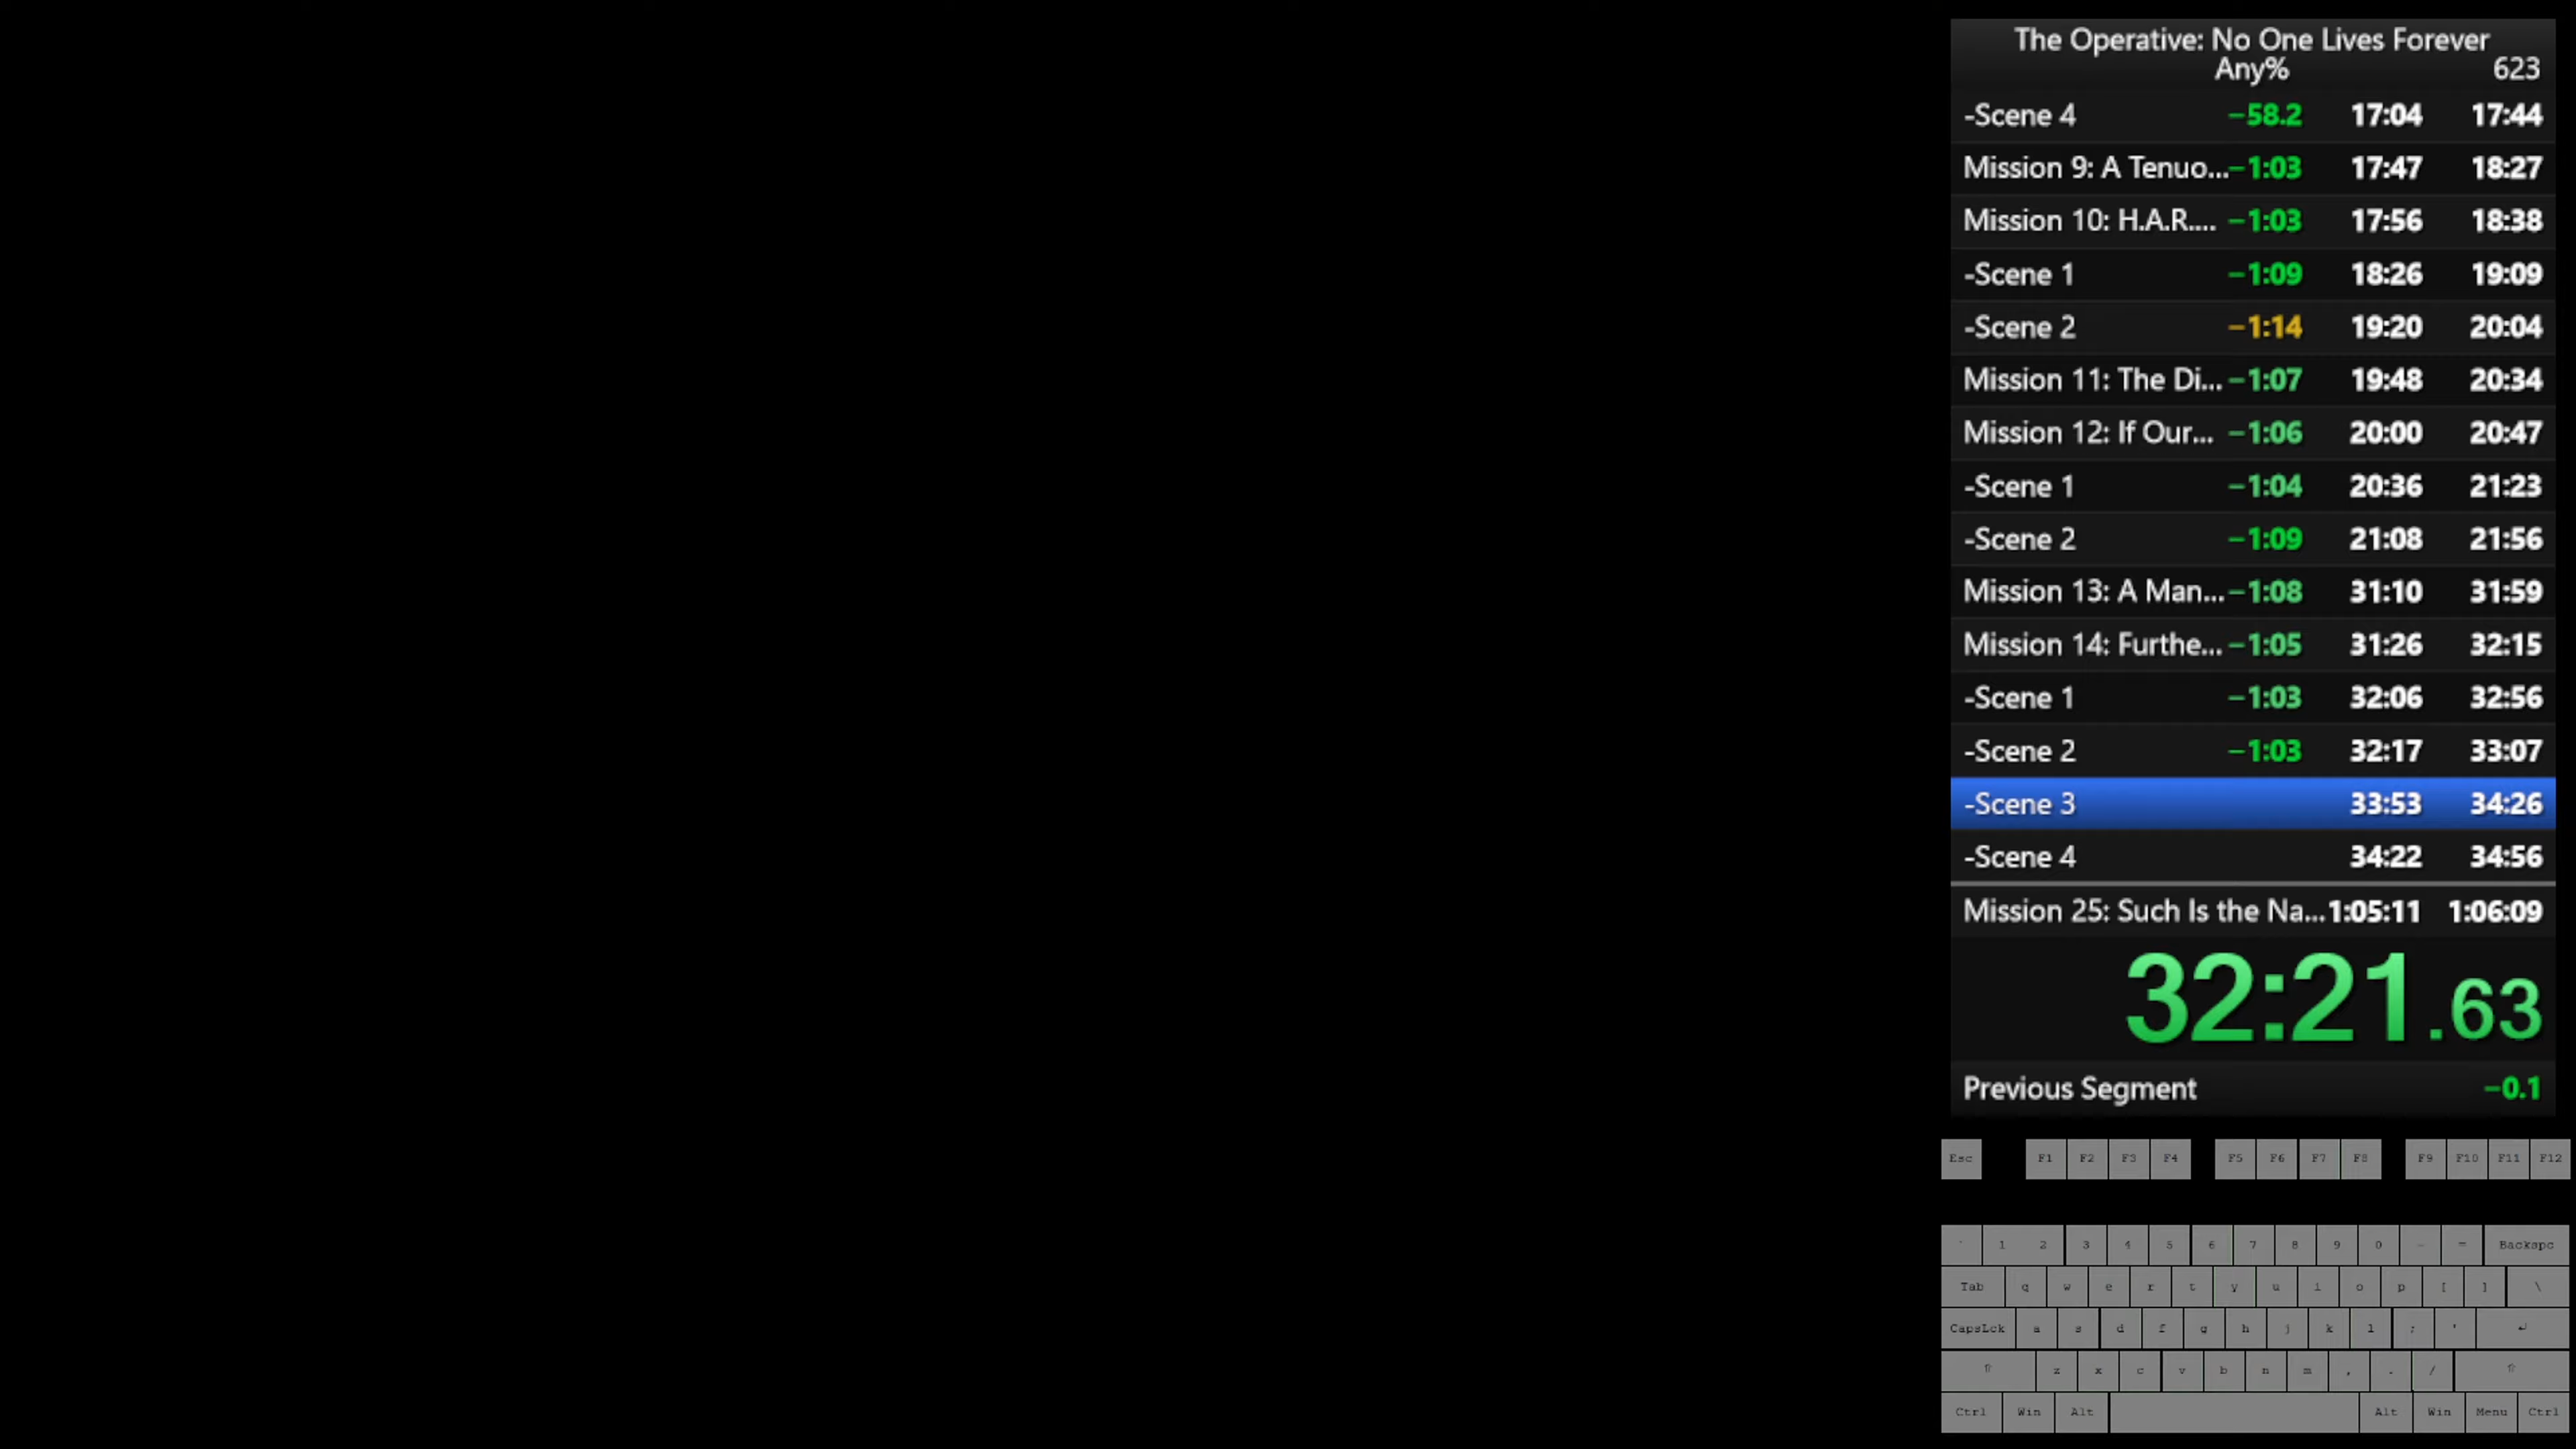 The Operative: No One Lives Forever
Any% 623
-Scene 4 −58.2 17:04 17:44
Mission 9: A Tenuo... −1:03 17:47 18:27
Mission 10: H.A.R.... −1:03 17:56 18:38
-Scene 1 −1:09 18:26 19:09
-Scene 2 −1:14 19:20 20:04
Mission 11: The Di... −1:07 19:48 20:34
Mission 12: If Our... −1:06 20:00 20:47
-Scene 1 −1:04 20:36 21:23
-Scene 2 −1:09 21:08 21:56
Mission 13: A Man... −1:08 31:10 31:59
Mission 14: Furthe... −1:05 31:26 32:15
-Scene 1 −1:03 32:06 32:56
-Scene 2 −1:03 32:17 33:07
-Scene 3 33:53 34:26
-Scene 4 34:22 34:56
Mission 25: Such Is the Na... 1:05:11 1:06:09
32:21.63
Previous Segment −0.1
Esc F1 F2 F3 F4 F5 F6 F7 F8 F9 F10 F11 F12
` 1 2 3 4 5 6 7 8 9 0 - = Backspc
Tab q w e r t y u i o p [ ] \
CapsLck a s d f g h j k l ; ' ↵
⇧ z x c v b n m , . / ⇧
Ctrl Win Alt Alt Win Menu Ctrl